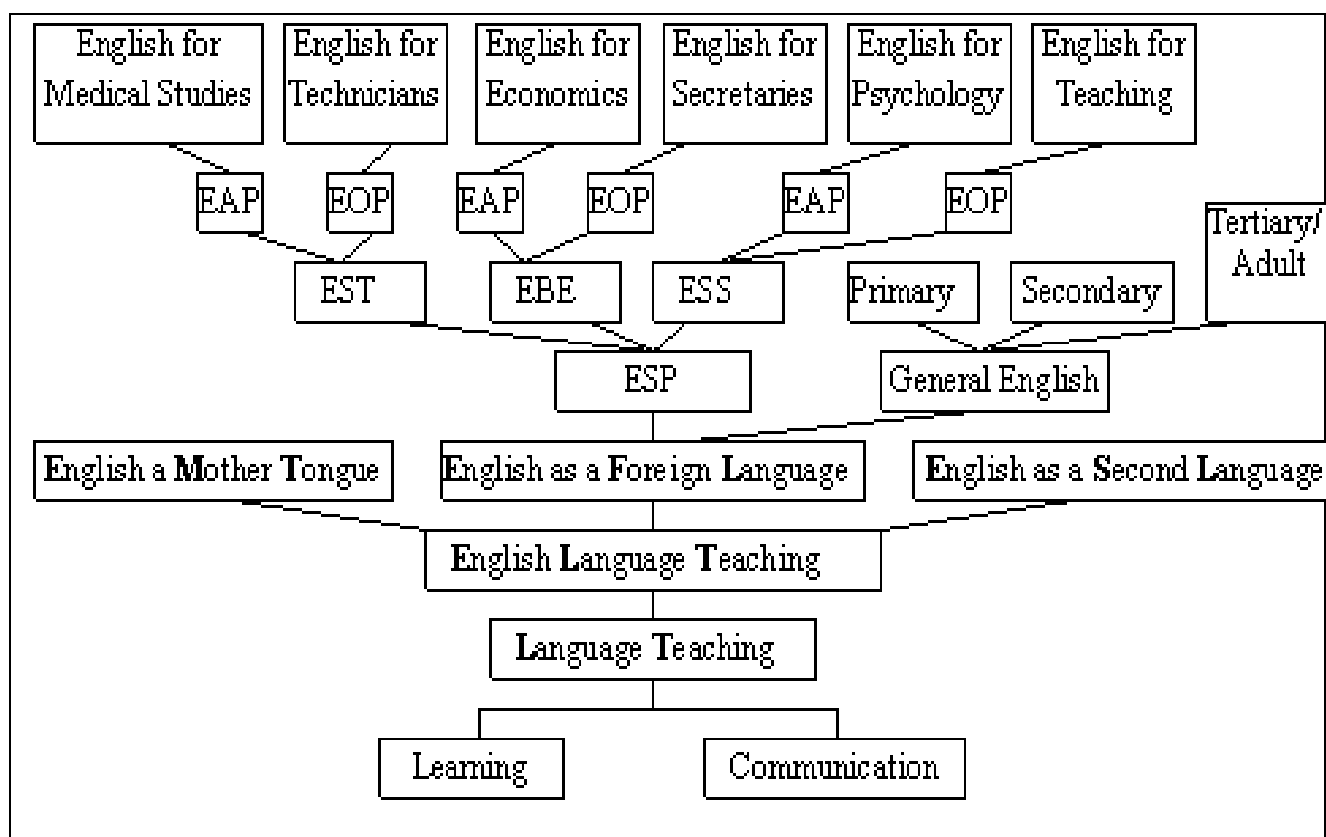 English for
Medical Studies
English for
Technicians
English for
Economics
English for
Secretaries
English for
Psychology
English for
Teaching
EAP
EOP
EAP
EOP
EAP
EOP
Tertiary/
Adult
EST
EBE
ESS
Primary
Secondary
ESP
General English
English a Mother Tongue
English as a Foreign Language
English as a Second Language
English Language Teaching
Language Teaching
Learning
Communication